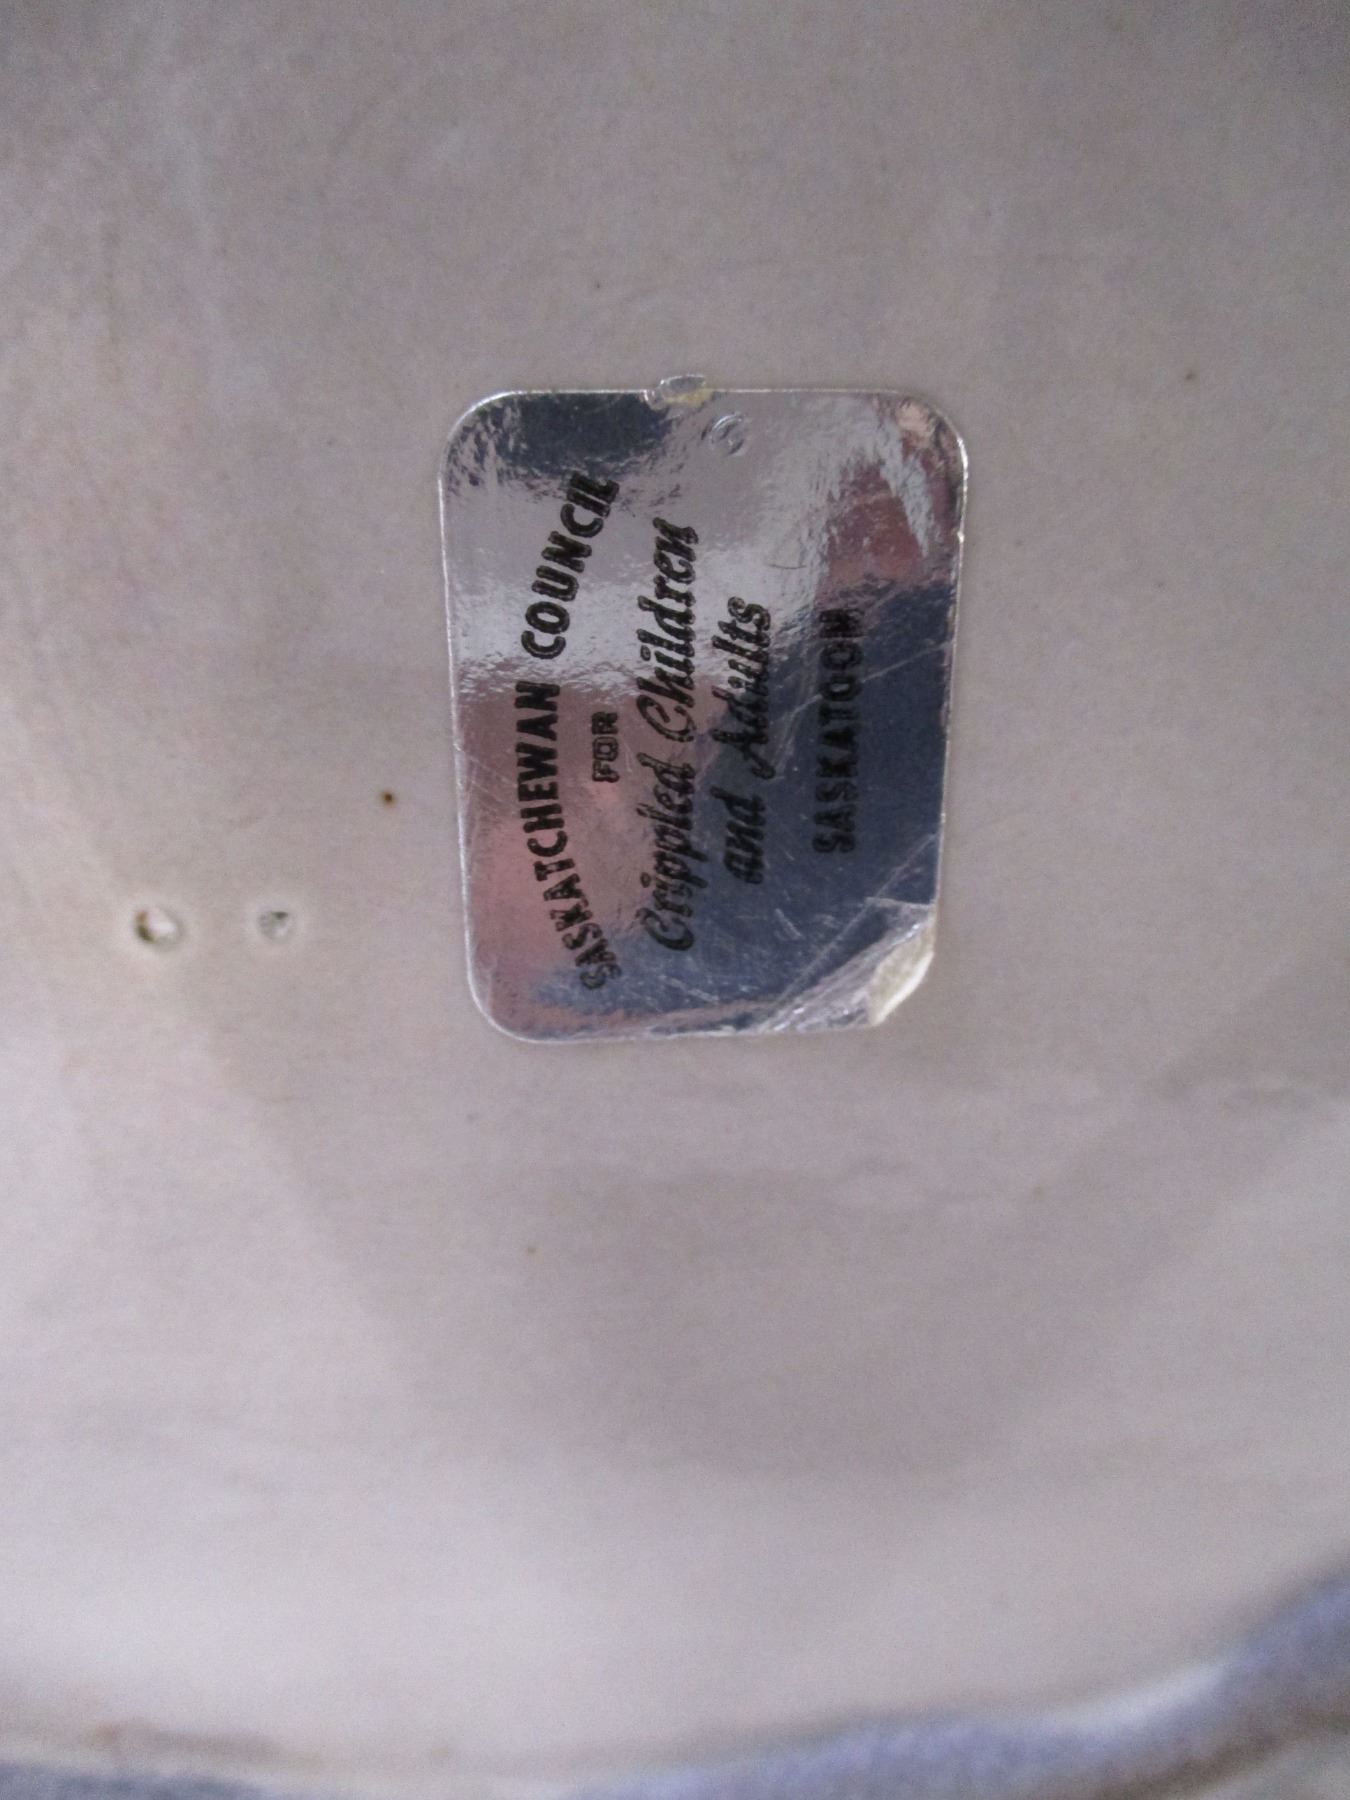 SASKATCHEWAN COUNCIL
FOR
Crippled Children
and Adults
SASKATOON